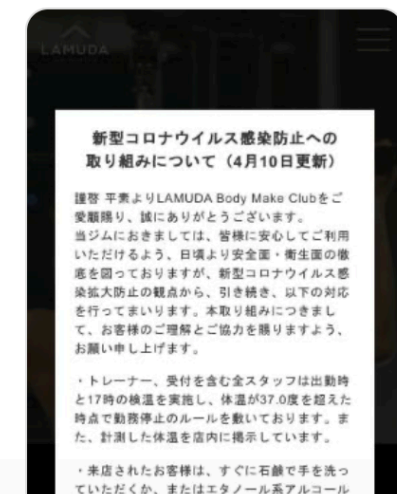 LAMUDA
新型コロナウイルス感染防止への
取り組みについて（4月10日更新）
謹啓 平素よりLAMUDA Body Make Clubをご
愛顧賜り、誠にありがとうございます。
当ジムにおきましては、皆様に安心してご利用
いただけるよう、日頃より安全面・衛生面の徹
底を図っておりますが、新型コロナウイルス感
染拡大防止の観点から、引き続き、以下の対応
を行ってまいります。本取り組みにつきまし
て、お客様のご理解とご協力を賜りますよう、
お願い申し上げます。
・トレーナー、受付を含む全スタッフは出勤時
と17時の検温を実施し、体温が37.0度を超えた
時点で勤務停止のルールを敷いております。ま
た、計測した体温を店内に掲示しています。
・来店されたお客様は、すぐに石鹸で手を洗っ
ていただくか、またはエタノール系アルコール